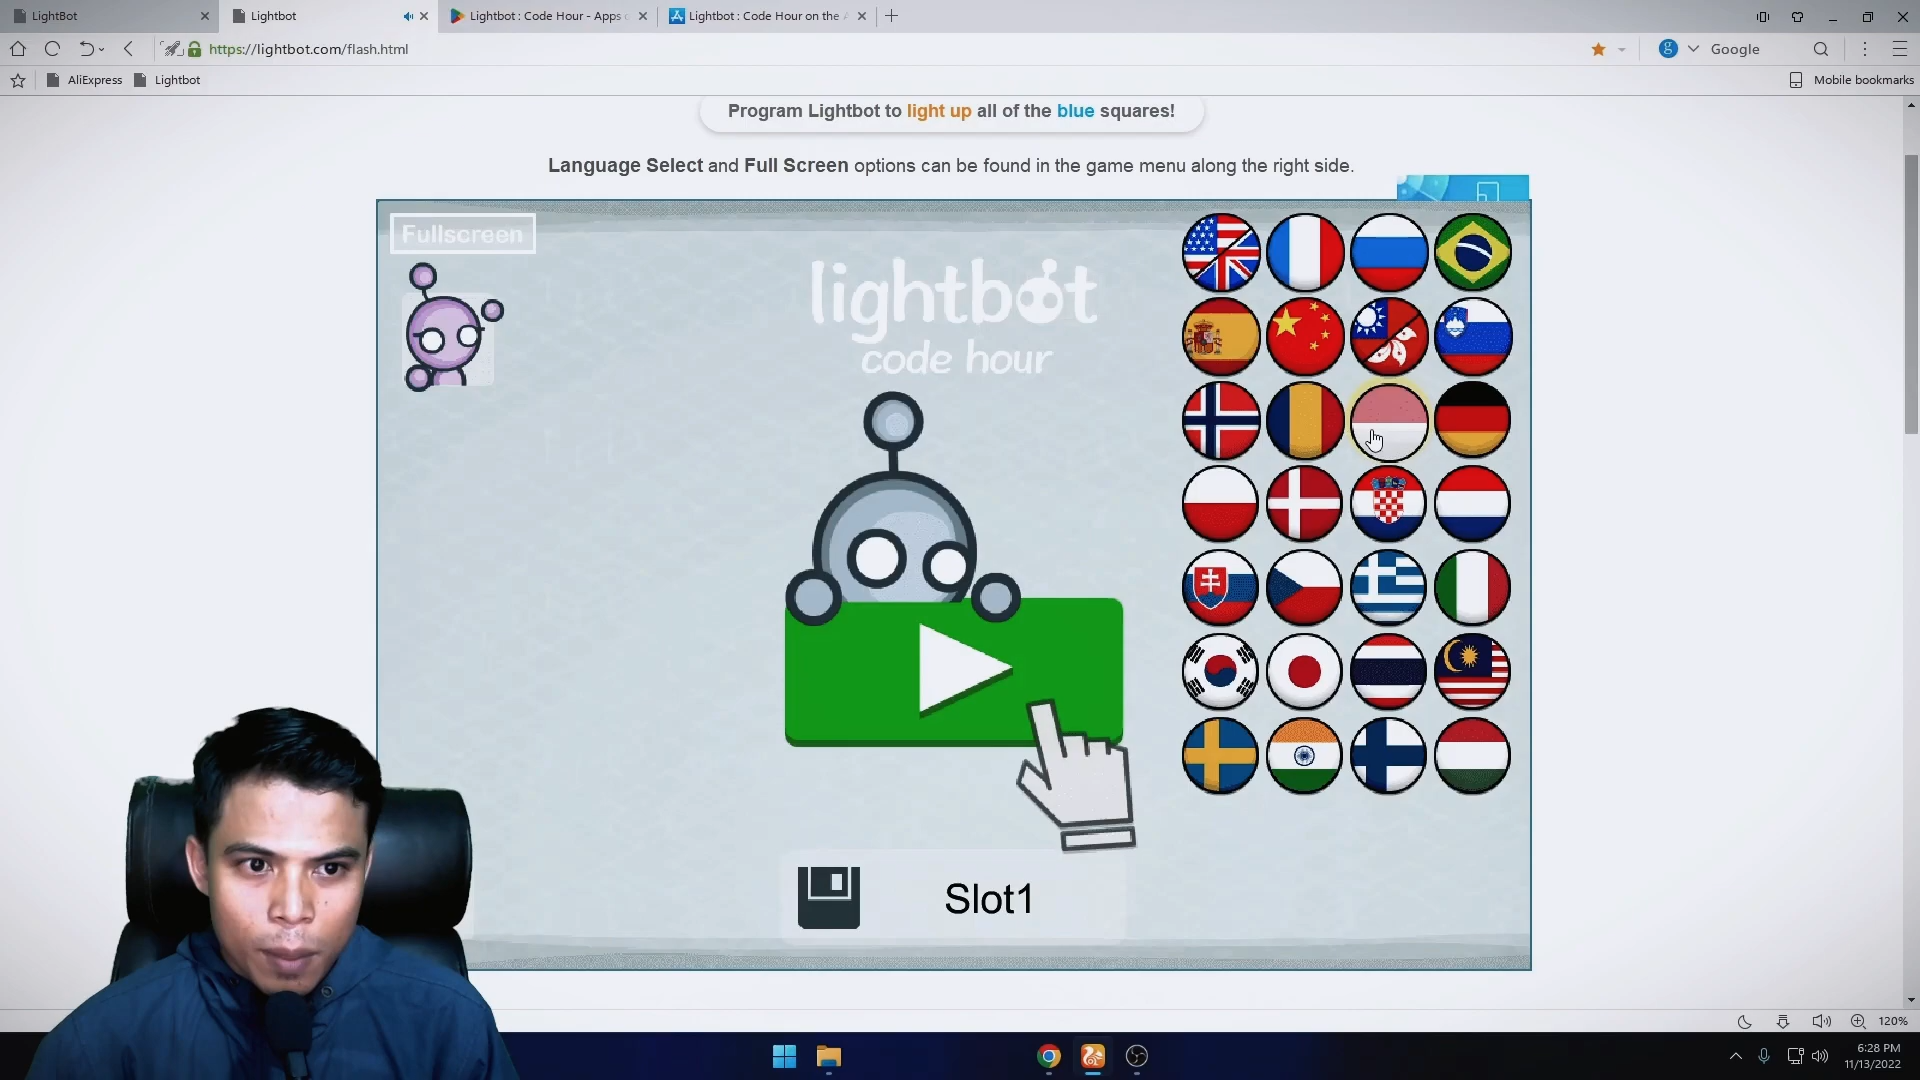 LightBot
Lightbot
Lightbot : Code Hour - Apps
Lightbot : Code Hour on the
https://lightbot.com/flash.html
Google
AliExpress
Lightbot
Mobile bookmarks
Program Lightbot to light up all of the blue squares!
Language Select and Full Screen options can be found in the game menu along the right side.
Fullscreen
lightbot
code hour
Slot1
120%
6:28 PM
11/13/2022